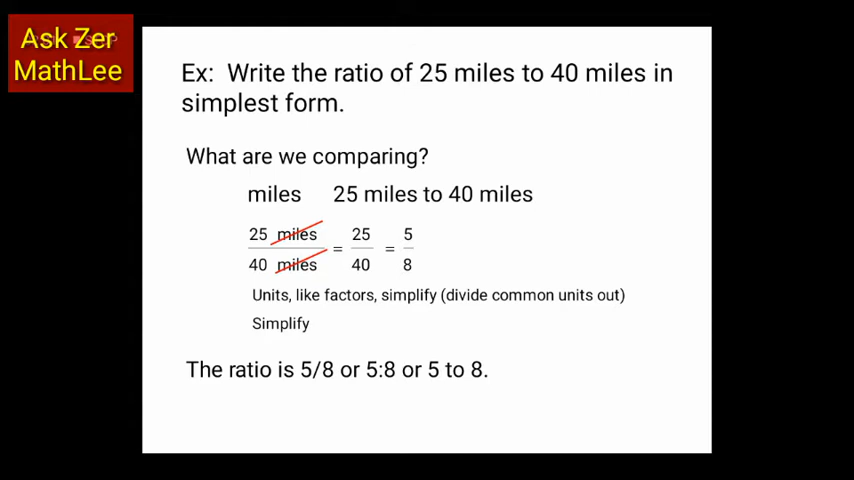 Ask Zer
MathLee
Ex: Write the ratio of 25 miles to 40 miles in
simplest form.
What are we comparing?
miles 25 miles to 40 miles
25 miles / 40 miles = 25 / 40 = 5 / 8
Units, like factors, simplify (divide common units out)
Simplify
The ratio is 5/8 or 5:8 or 5 to 8.